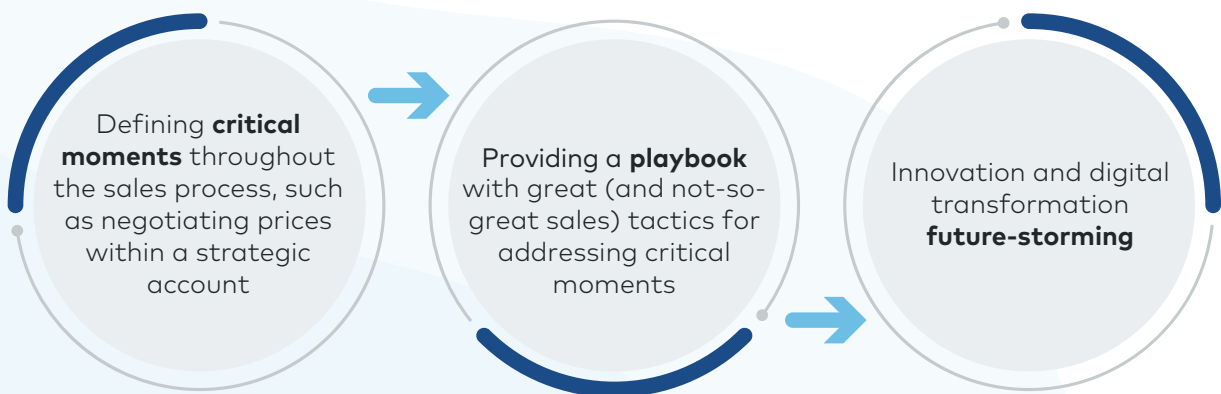 Defining critical
moments throughout
the sales process, such
as negotiating prices
within a strategic
account
Providing a playbook
with great (and not-so-
great sales) tactics for
addressing critical
moments
Innovation and digital
transformation
future-storming